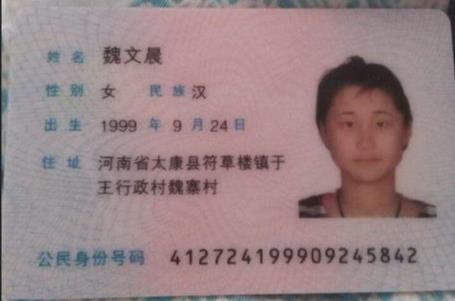 姓名 魏文晨
性别 女 民族 汉
出生 1999 年 9 月 24 日
住址 河南省太康县符草楼镇于
王行政村魏寨村
公民身份号码 412724199909245842